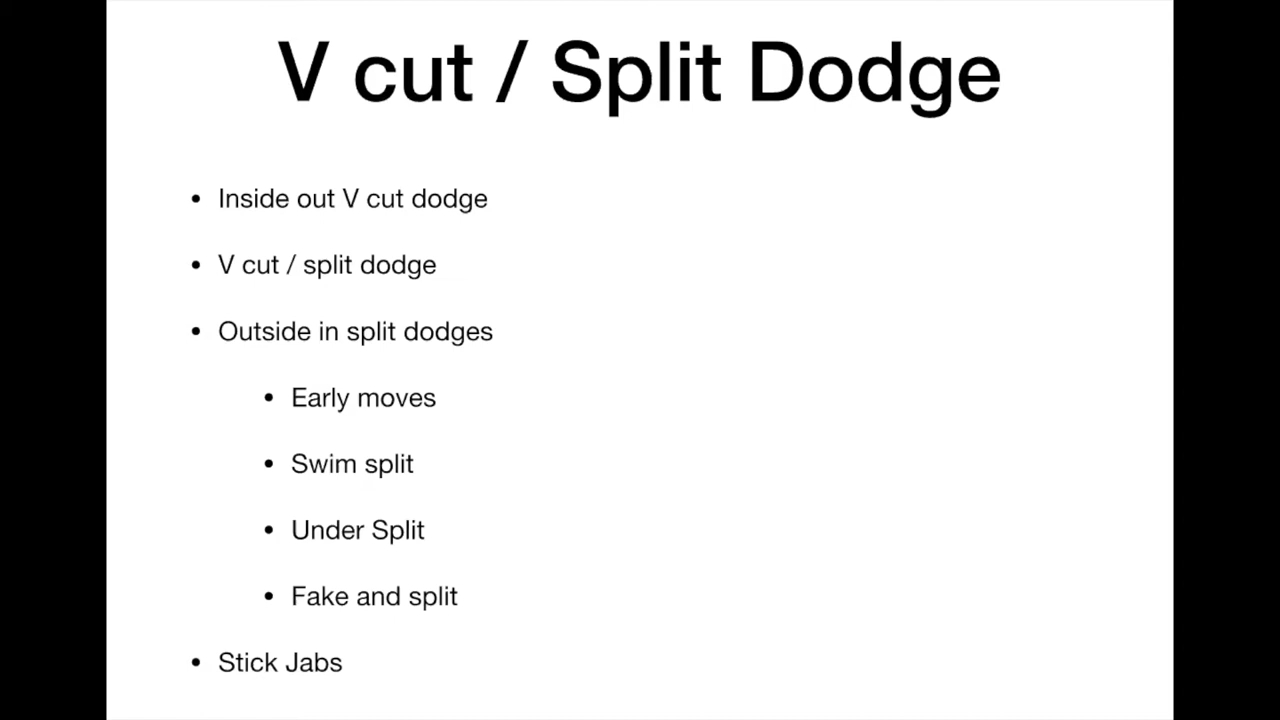 V cut / Split Dodge
• Inside out V cut dodge
• V cut / split dodge
• Outside in split dodges
• Early moves
• Swim split
• Under Split
• Fake and split
• Stick Jabs